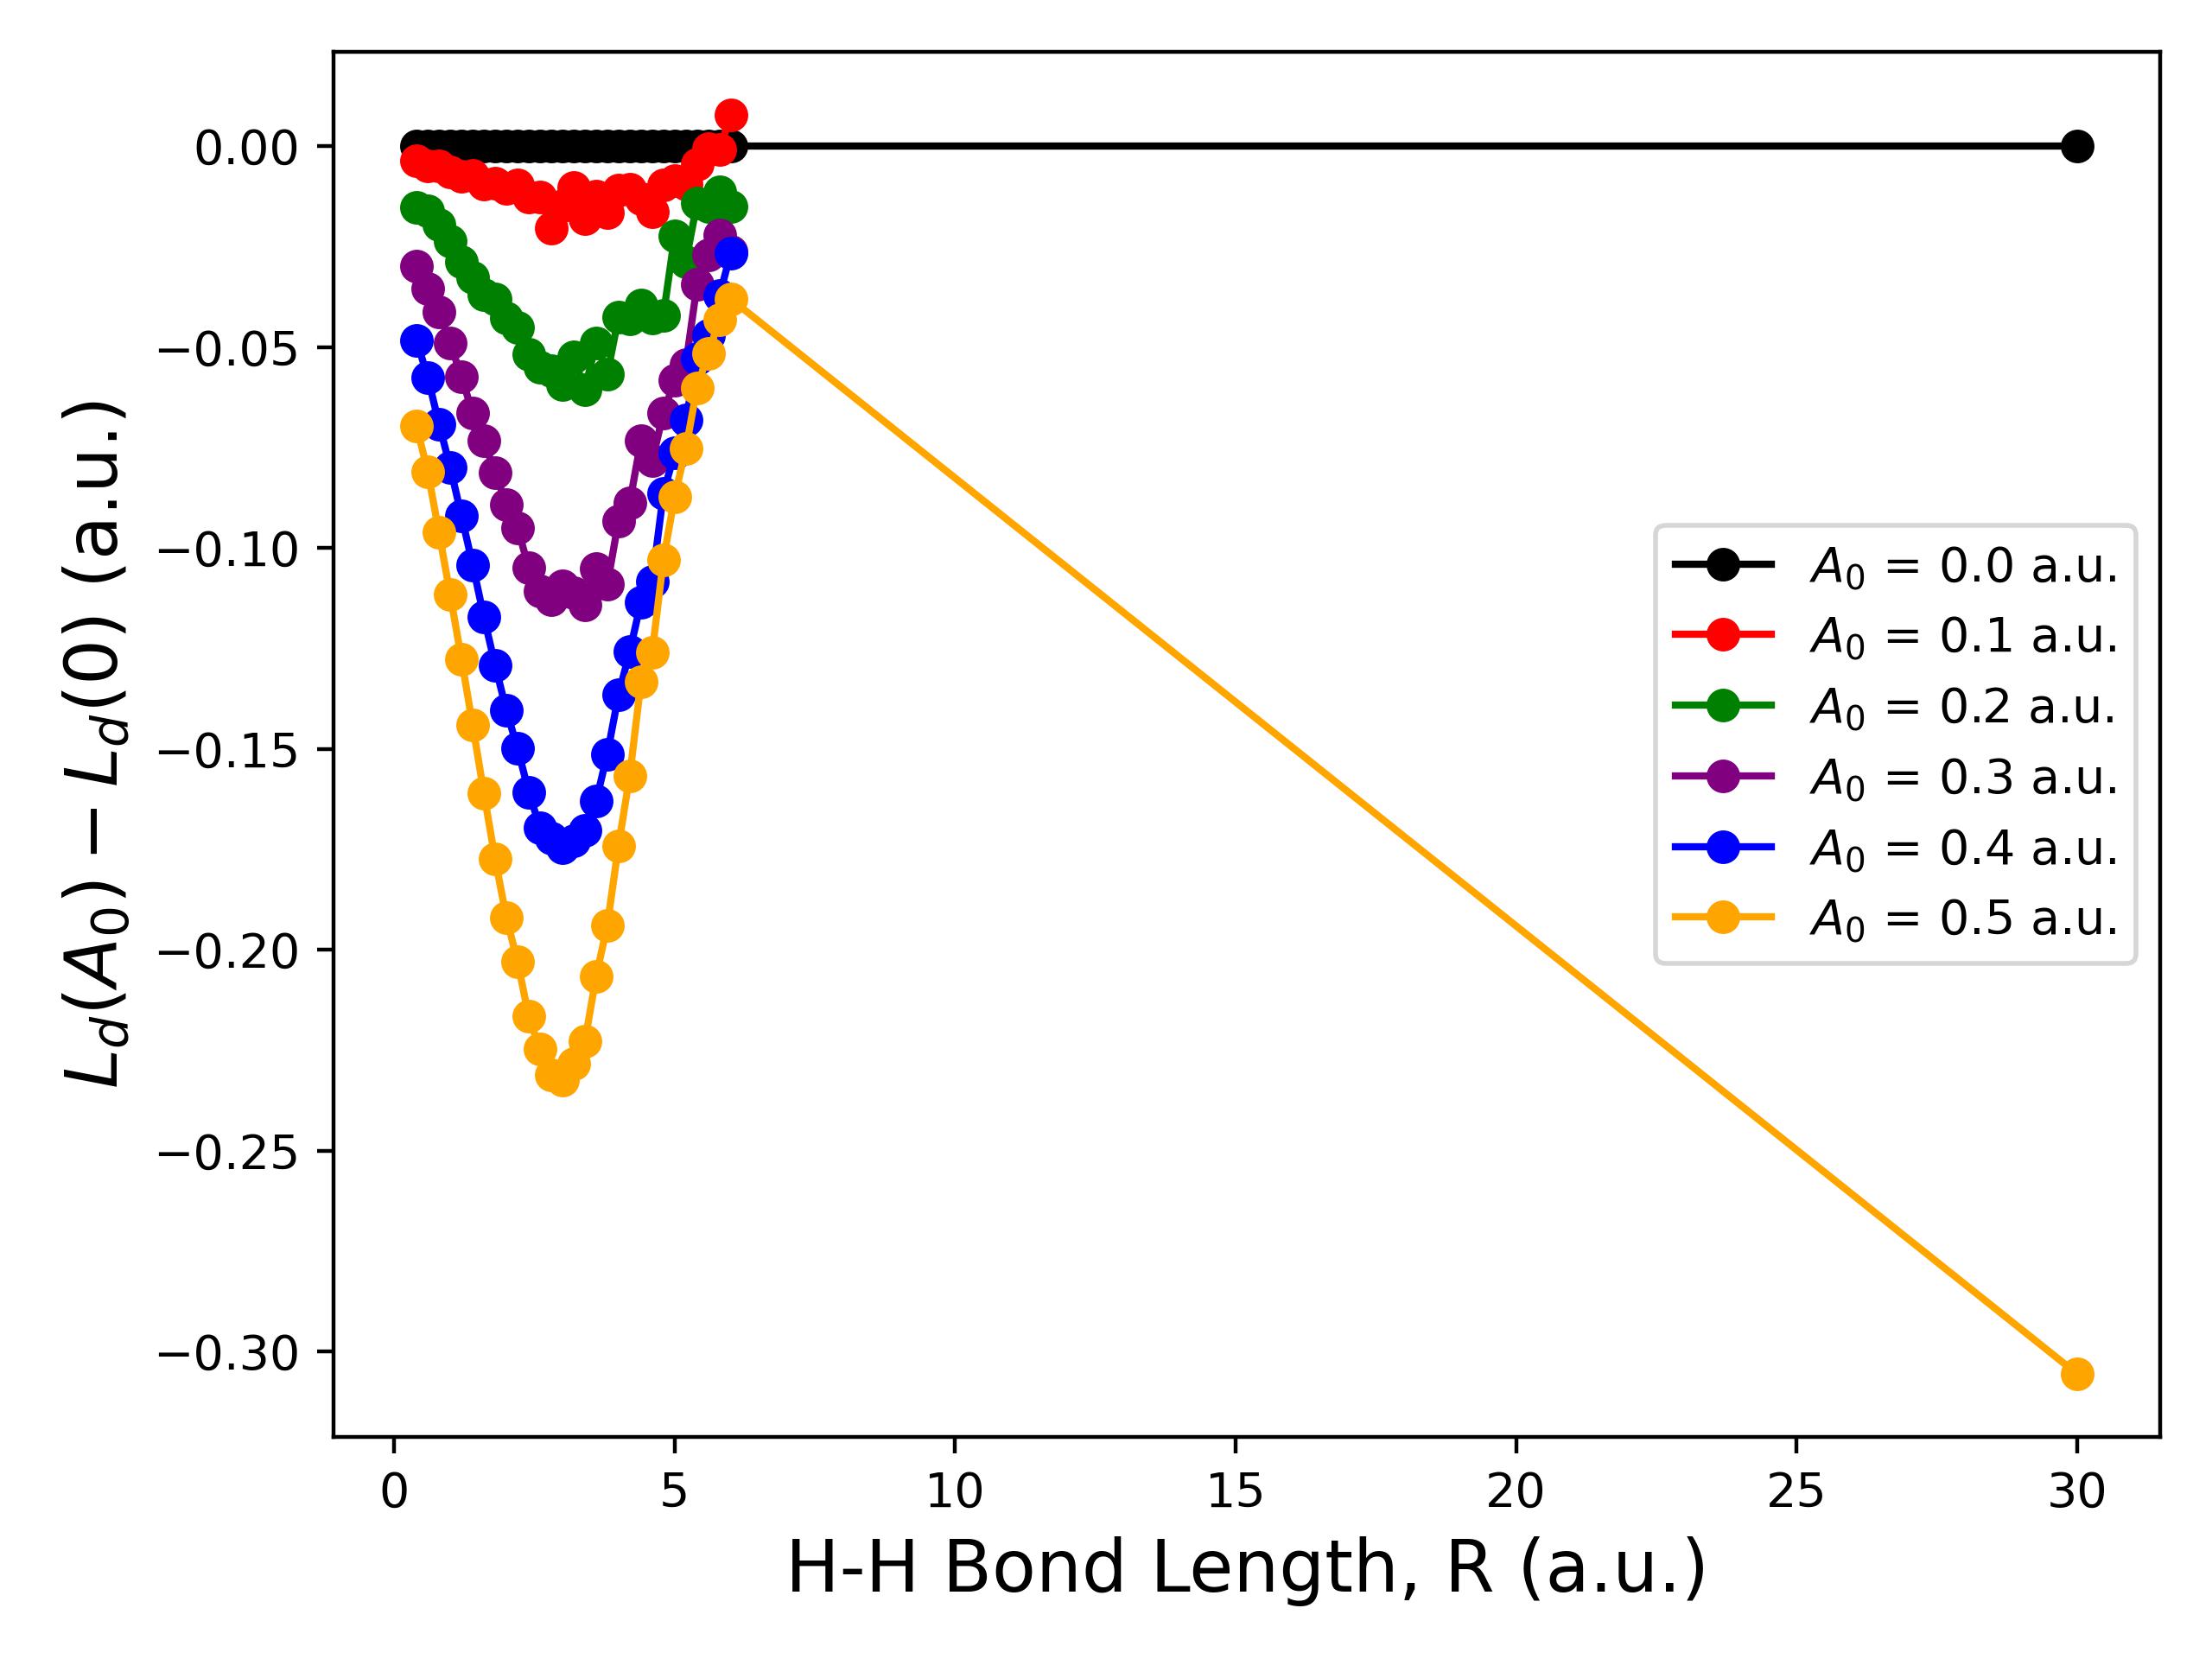 L_d(A_0) − L_d(0) (a.u.)
0.00
−0.05
−0.10
−0.15
−0.20
−0.25
−0.30
A_0 = 0.0 a.u.
A_0 = 0.1 a.u.
A_0 = 0.2 a.u.
A_0 = 0.3 a.u.
A_0 = 0.4 a.u.
A_0 = 0.5 a.u.
0 5 10 15 20 25 30
H-H Bond Length, R (a.u.)